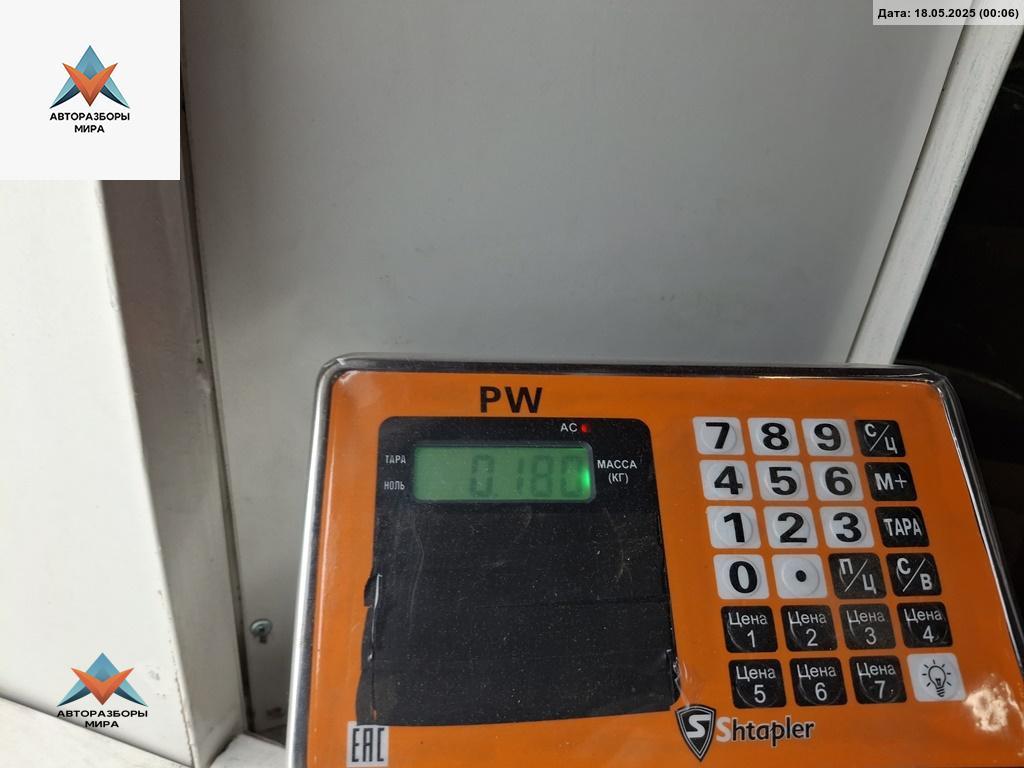 Дата: 18.05.2025 (00:06)
АВТОРАЗБОРЫ
МИРА
PW
AC
ТАРА
НОЛЬ
0.180
МАССА
(КГ)
7 8 9 С/Ц
4 5 6 М+
1 2 3 ТАРА
0 . П/Ц С/В
Цена 1 Цена 2 Цена 3 Цена 4
Цена 5 Цена 6 Цена 7
S Shtapler
EAC
АВТОРАЗБОРЫ
МИРА